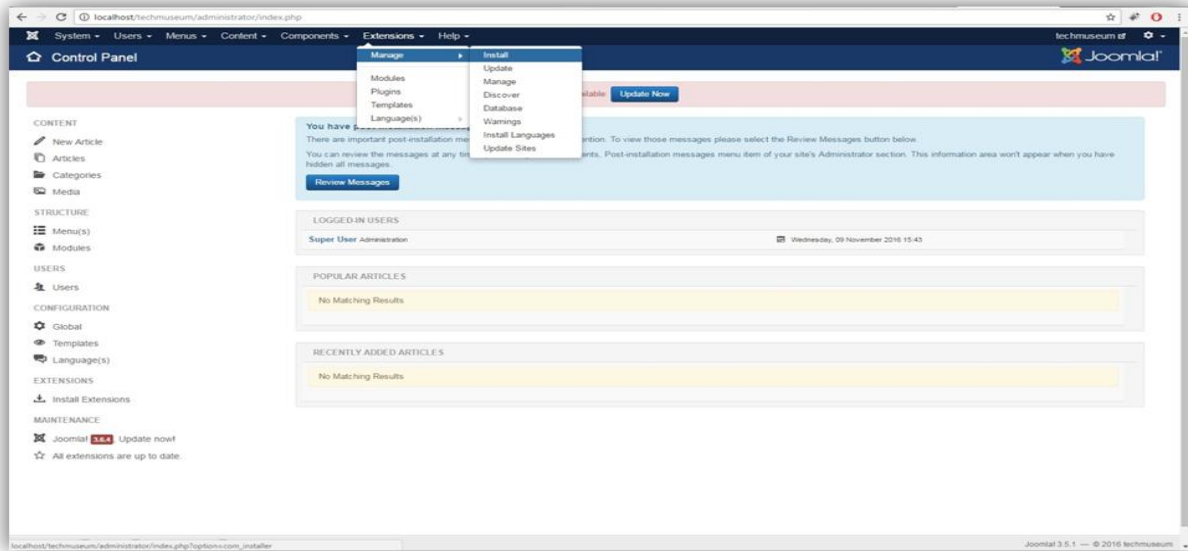 localhost/techmuseum/administrator/index.php
System Users Menus Content Components Extensions Help techmuseum
Control Panel Joomla!
Manage
Modules
Plugins
Templates
Language(s)
Install
Update
Manage
Discover
Database
Warnings
Install Languages
Update Sites
Update Now
CONTENT
New Article
Articles
Categories
Media
STRUCTURE
Menu(s)
Modules
USERS
Users
CONFIGURATION
Global
Templates
Language(s)
EXTENSIONS
Install Extensions
MAINTENANCE
Joomla! 3.6.4, Update now!
All extensions are up to date.
You have
There are important post-installation ention. To view those messages please select the Review Messages button below.
You can review the messages at any ents, Post-installation messages menu item of your site's Administrator section. This information area won't appear when you have
hidden all messages.
Review Messages
LOGGED-IN USERS
Super User Administration Wednesday, 09 November 2016 15:43
POPULAR ARTICLES
No Matching Results
RECENTLY ADDED ARTICLES
No Matching Results
localhost/techmuseum/administrator/index.php?option=com_installer
Joomla! 3.5.1 — © 2016 techmuseum